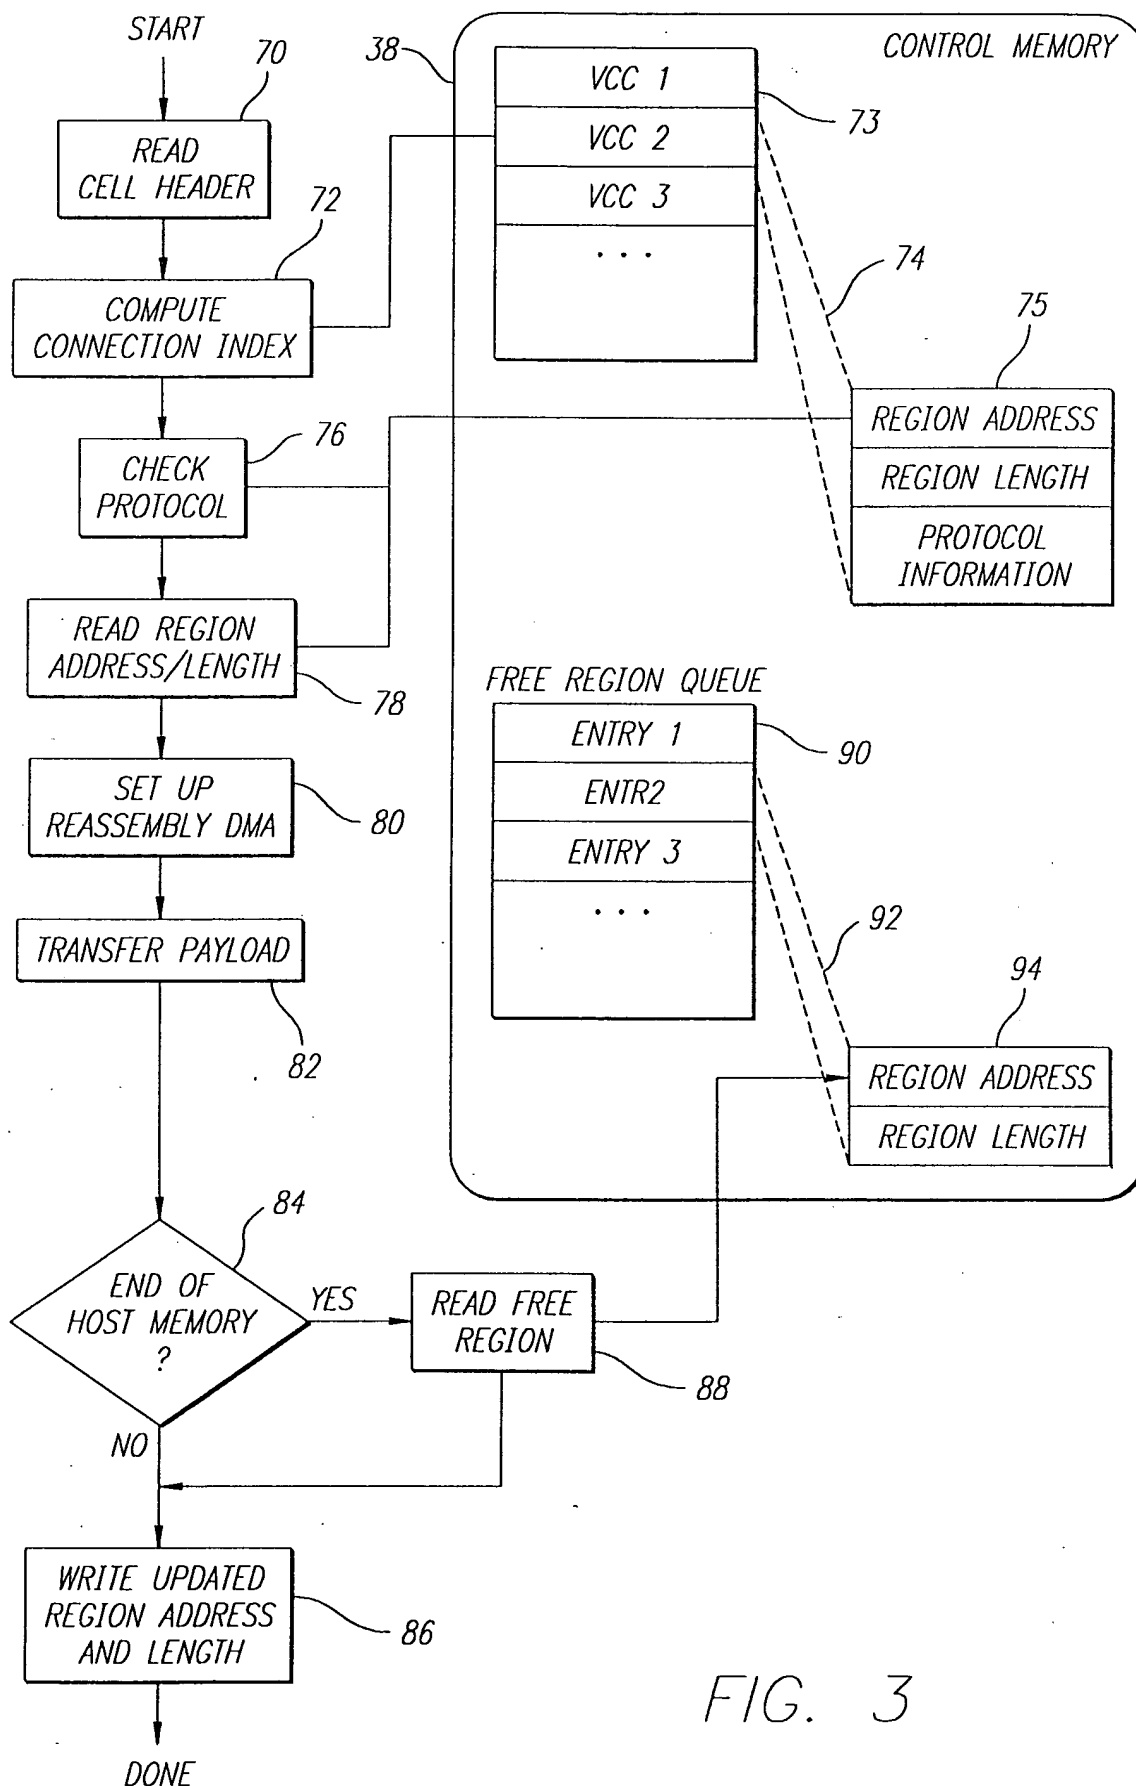 START
70
READ
CELL HEADER
72
COMPUTE
CONNECTION INDEX
76
CHECK
PROTOCOL
READ REGION
ADDRESS/LENGTH
78
SET UP
REASSEMBLY DMA
80
TRANSFER PAYLOAD
82
84
END OF
HOST MEMORY
?
YES
NO
READ FREE
REGION
88
WRITE UPDATED
REGION ADDRESS
AND LENGTH
86
DONE
38
CONTROL MEMORY
VCC 1
VCC 2
VCC 3
. . .
73
74
75
REGION ADDRESS
REGION LENGTH
PROTOCOL
INFORMATION
FREE REGION QUEUE
ENTRY 1
ENTR2
ENTRY 3
. . .
90
92
94
REGION ADDRESS
REGION LENGTH
FIG. 3